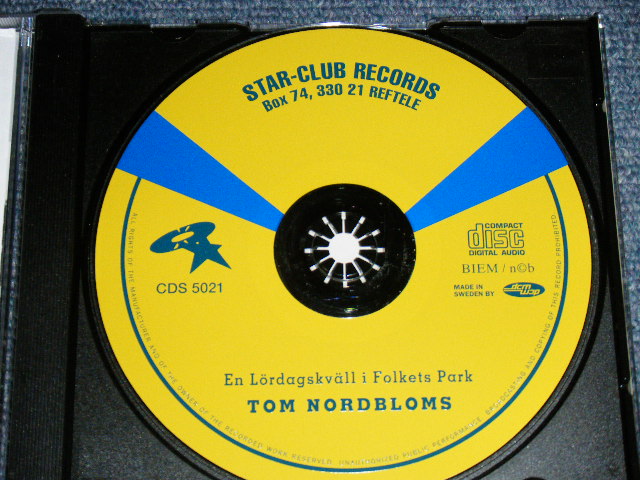 STAR-CLUB RECORDS
Box 74, 330 21 REFTELE
COMPACT
disc
DIGITAL AUDIO
BIEM / n©b
CDS 5021
MADE IN
SWEDEN BY
dcm
En Lördagskväll i Folkets Park
TOM NORDBLOMS
ALL RIGHTS OF THE MANUFACTURER AND OF THE OWNER OF THE RECORDED WORK RESERVED. UNAUTHORIZED PUBLIC PERFORMANCE, BROADCASTING AND COPYING OF THIS RECORD PROHIBITED